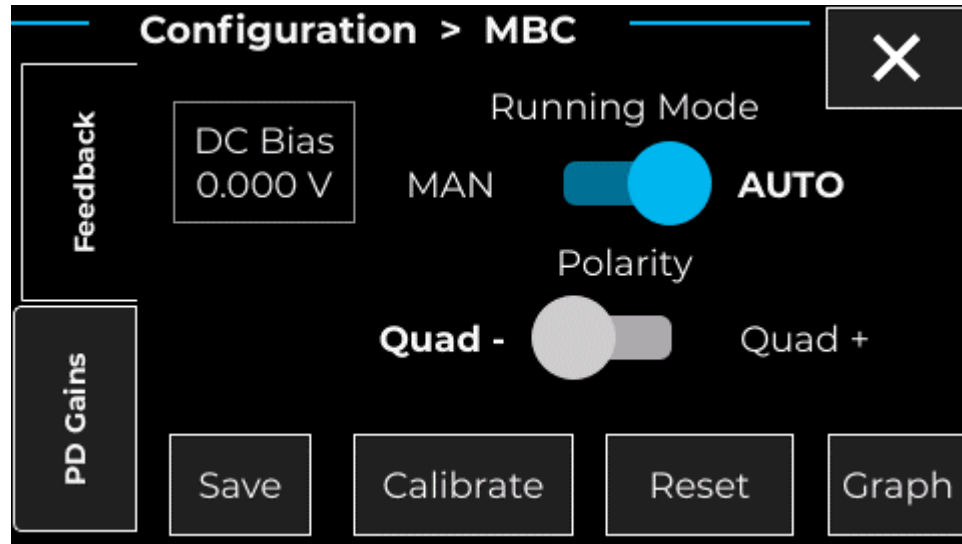 Configuration > MBC
Feedback
DC Bias
0.000 V
Running Mode
MAN
AUTO
Polarity
Quad -
Quad +
PD Gains
Save
Calibrate
Reset
Graph